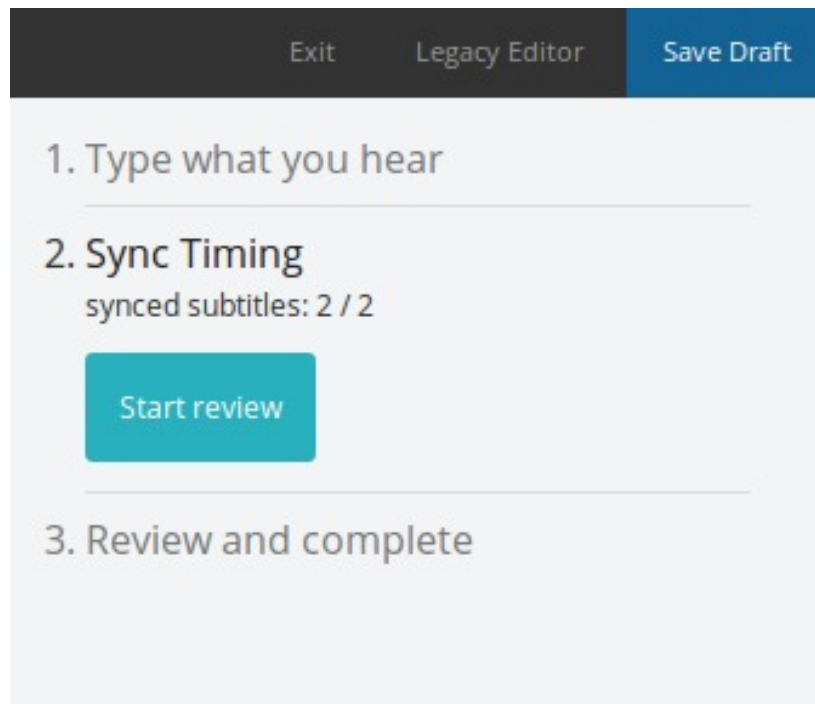 Exit Legacy Editor Save Draft
1. Type what you hear
2. Sync Timing
synced subtitles: 2 / 2
Start review
3. Review and complete